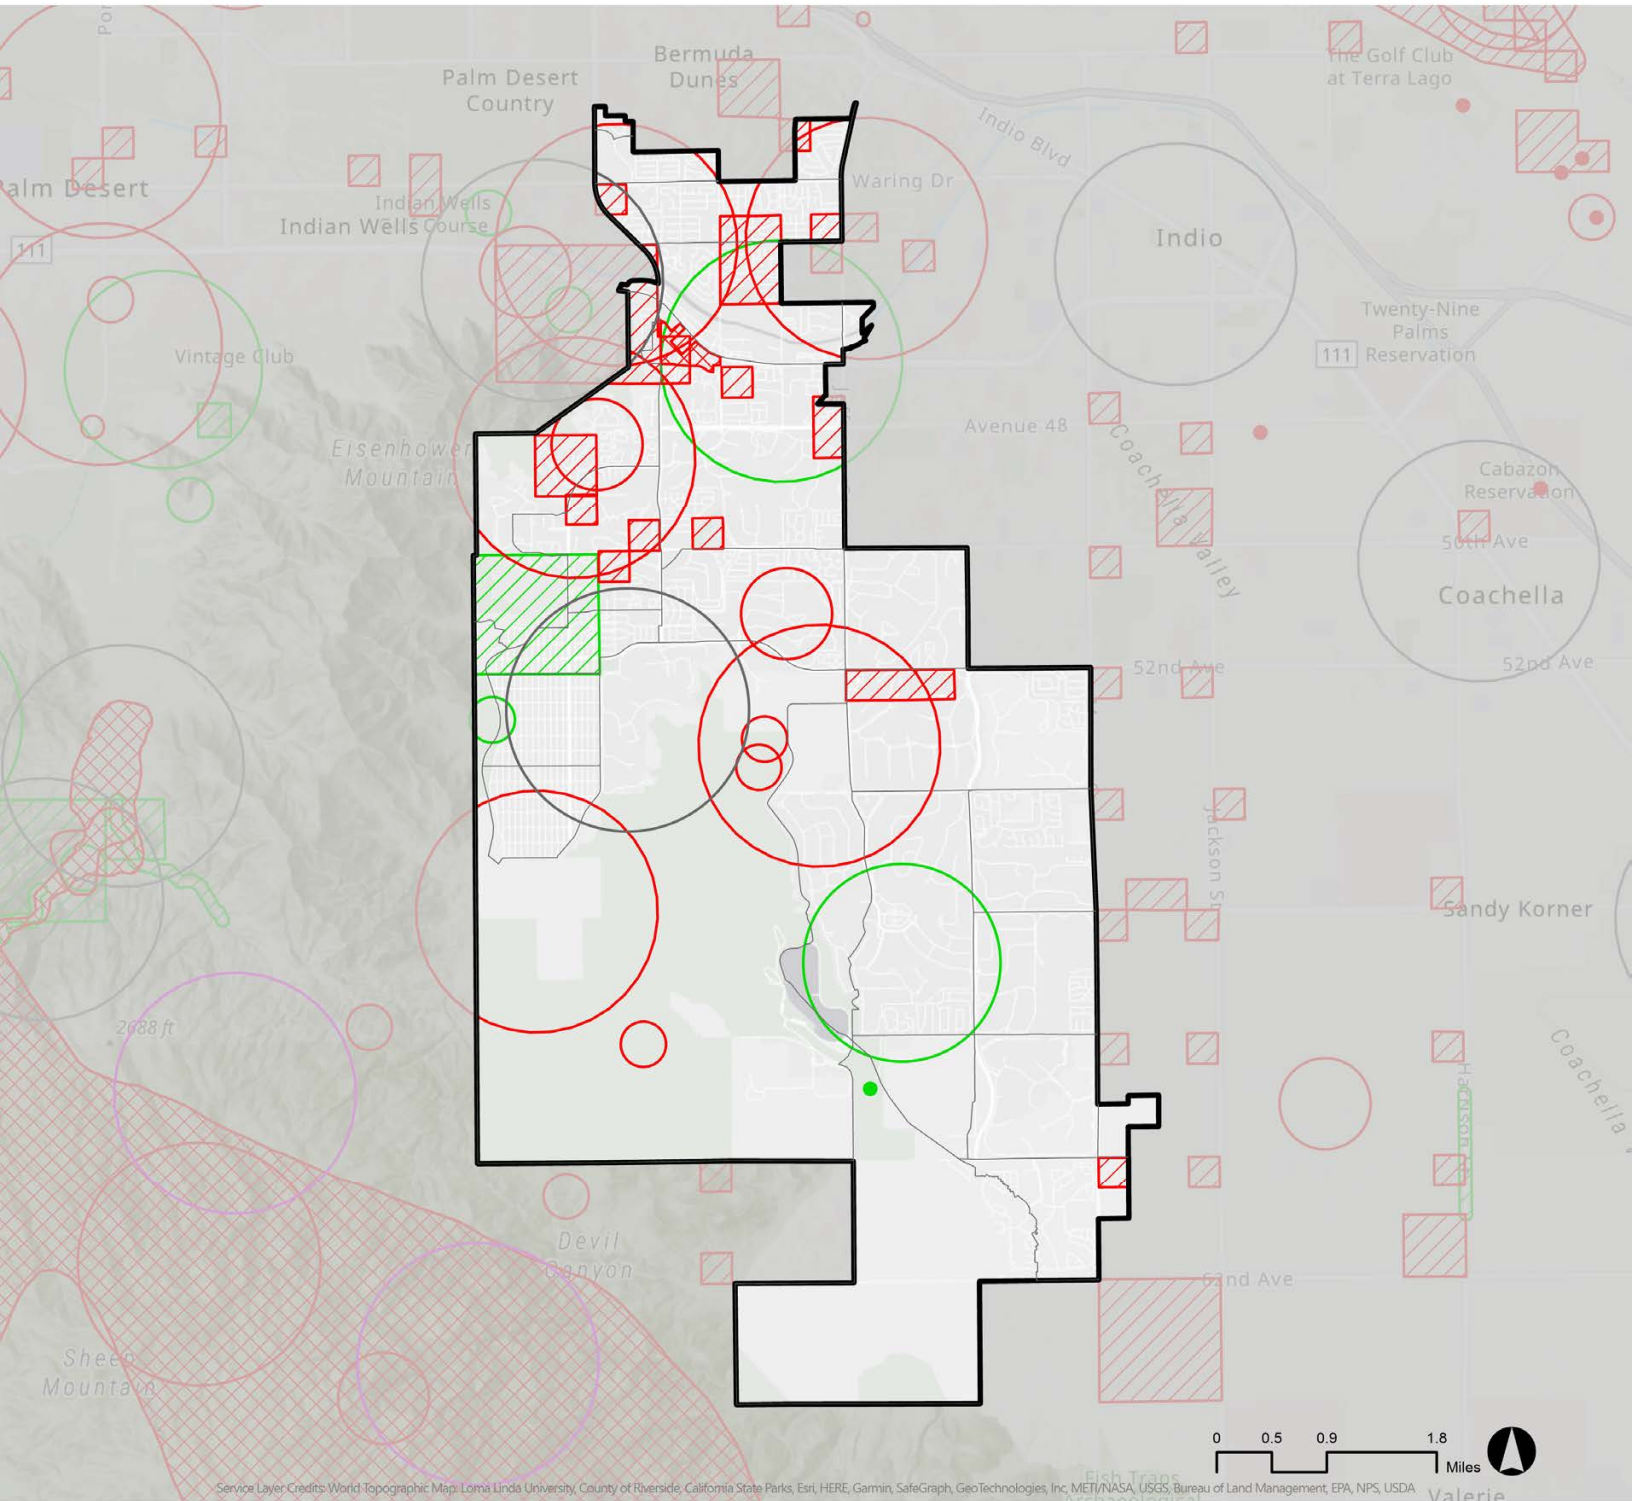 Por
Bermuda
Dunes
The Golf Club
at Terra Lago
Palm Desert
Country
Indio Blvd
alm Desert
Waring Dr
Indian Wells
Course
Indian Wells
111
Indio
Twenty-Nine
Palms
Reservation
111
Vintage Club
Avenue 48
Eisenhower
Mountain
Coachella Valley
Cabazon
Reservation
50th Ave
Coachella
52nd Ave
52nd Ave
Jackson St
Sandy Korner
2688 ft
Coachella
Harrison
Devil
Canyon
62nd Ave
Sheep
Mountain
0 0.5 0.9 1.8
Miles
Fish Traps
Archaeological
Valerie
Service Layer Credits: World Topographic Map: Loma Linda University, County of Riverside, California State Parks, Esri, HERE, Garmin, SafeGraph, GeoTechnologies, Inc, METI/NASA, USGS, Bureau of Land Management, EPA, NPS, USDA